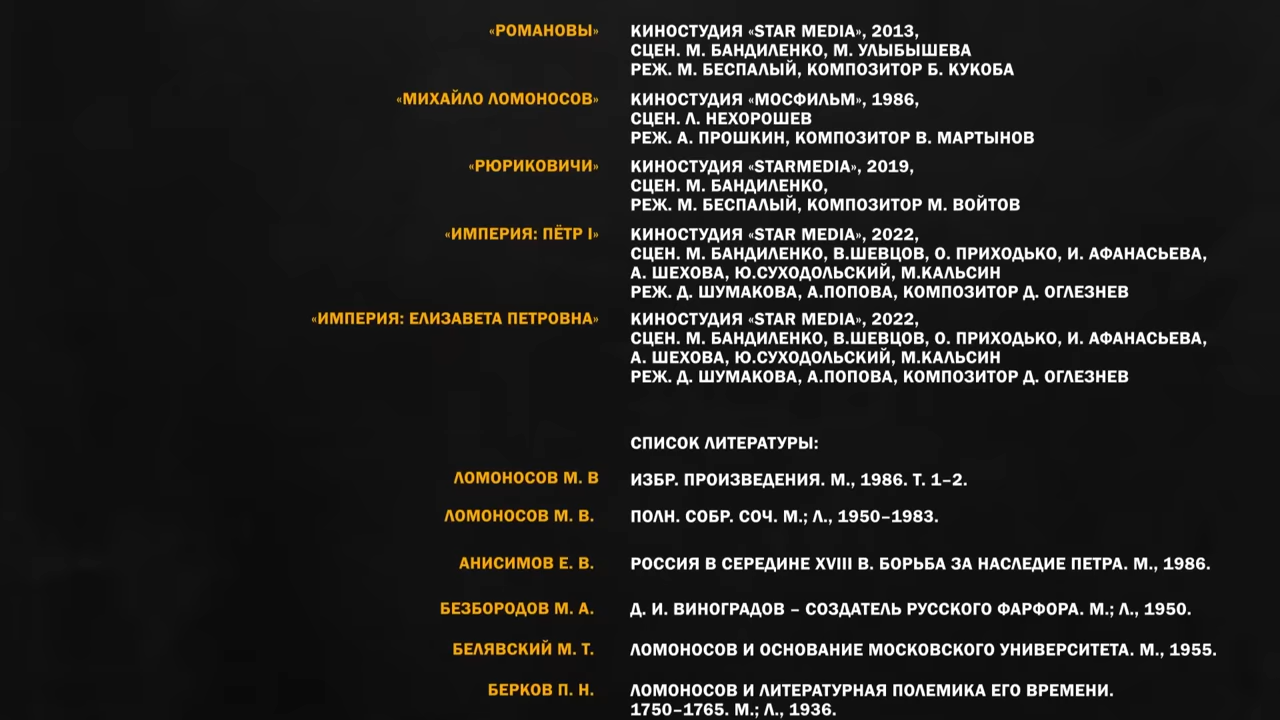 «РОМАНОВЫ» КИНОСТУДИЯ «STAR MEDIA», 2013,
СЦЕН. М. БАНДИЛЕНКО, М. УЛЫБЫШЕВА
РЕЖ. М. БЕСПАЛЫЙ, КОМПОЗИТОР Б. КУКОБА
«МИХАЙЛО ЛОМОНОСОВ» КИНОСТУДИЯ «МОСФИЛЬМ», 1986,
СЦЕН. Л. НЕХОРОШЕВ
РЕЖ. А. ПРОШКИН, КОМПОЗИТОР В. МАРТЫНОВ
«РЮРИКОВИЧИ» КИНОСТУДИЯ «STARMEDIA», 2019,
СЦЕН. М. БАНДИЛЕНКО,
РЕЖ. М. БЕСПАЛЫЙ, КОМПОЗИТОР М. ВОЙТОВ
«ИМПЕРИЯ: ПЁТР I» КИНОСТУДИЯ «STAR MEDIA», 2022,
СЦЕН. М. БАНДИЛЕНКО, В.ШЕВЦОВ, О. ПРИХОДЬКО, И. АФАНАСЬЕВА,
А. ШЕХОВА, Ю.СУХОДОЛЬСКИЙ, М.КАЛЬСИН
РЕЖ. Д. ШУМАКОВА, А.ПОПОВА, КОМПОЗИТОР Д. ОГЛЕЗНЕВ
«ИМПЕРИЯ: ЕЛИЗАВЕТА ПЕТРОВНА» КИНОСТУДИЯ «STAR MEDIA», 2022,
СЦЕН. М. БАНДИЛЕНКО, В.ШЕВЦОВ, О. ПРИХОДЬКО, И. АФАНАСЬЕВА,
А. ШЕХОВА, Ю.СУХОДОЛЬСКИЙ, М.КАЛЬСИН
РЕЖ. Д. ШУМАКОВА, А.ПОПОВА, КОМПОЗИТОР Д. ОГЛЕЗНЕВ
СПИСОК ЛИТЕРАТУРЫ:
ЛОМОНОСОВ М. В ИЗБР. ПРОИЗВЕДЕНИЯ. М., 1986. Т. 1–2.
ЛОМОНОСОВ М. В. ПОЛН. СОБР. СОЧ. М.; Л., 1950–1983.
АНИСИМОВ Е. В. РОССИЯ В СЕРЕДИНЕ XVIII В. БОРЬБА ЗА НАСЛЕДИЕ ПЕТРА. М., 1986.
БЕЗБОРОДОВ М. А. Д. И. ВИНОГРАДОВ – СОЗДАТЕЛЬ РУССКОГО ФАРФОРА. М.; Л., 1950.
БЕЛЯВСКИЙ М. Т. ЛОМОНОСОВ И ОСНОВАНИЕ МОСКОВСКОГО УНИВЕРСИТЕТА. М., 1955.
БЕРКОВ П. Н. ЛОМОНОСОВ И ЛИТЕРАТУРНАЯ ПОЛЕМИКА ЕГО ВРЕМЕНИ.
1750–1765. М.; Л., 1936.